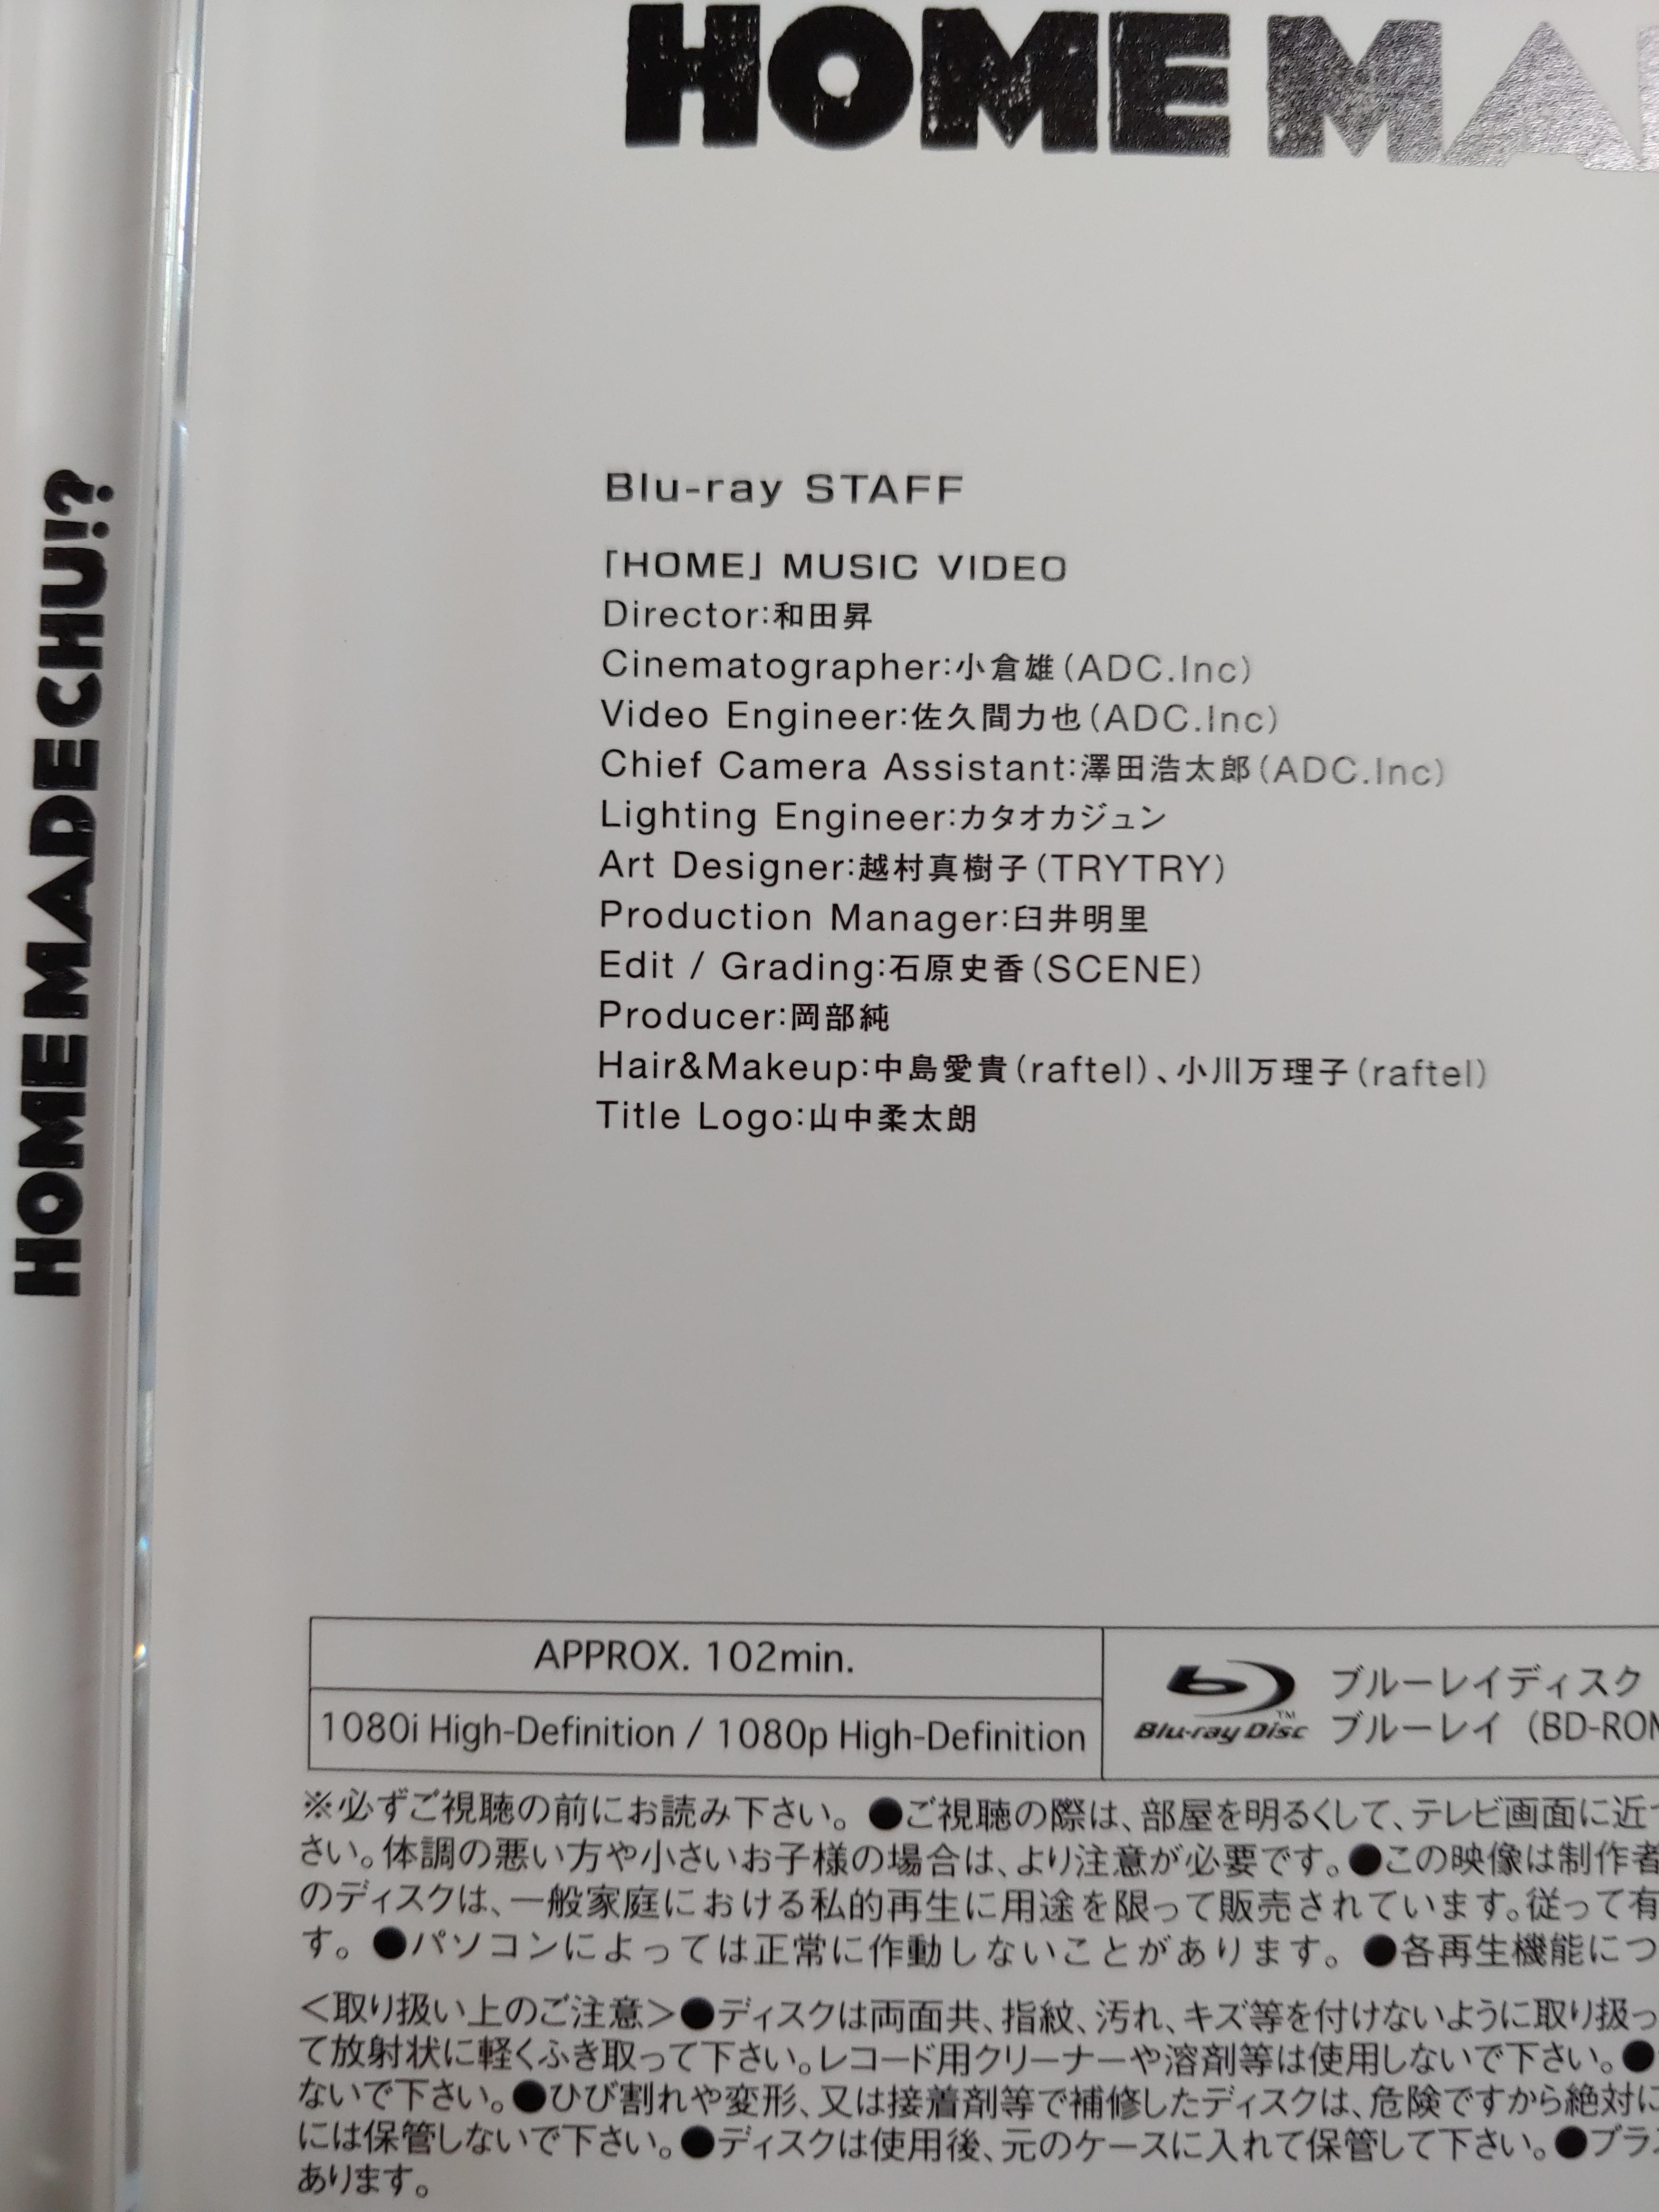 HOME MA
HOME MADE CHU!?
Blu-ray STAFF
「HOME」 MUSIC VIDEO
Director:和田昇
Cinematographer:小倉雄(ADC.Inc)
Video Engineer:佐久間力也(ADC.Inc)
Chief Camera Assistant:澤田浩太郎(ADC.Inc)
Lighting Engineer:カタオカジュン
Art Designer:越村真樹子(TRYTRY)
Production Manager:臼井明里
Edit / Grading:石原史香(SCENE)
Producer:岡部純
Hair&Makeup:中島愛貴(raftel)、小川万理子(raftel)
Title Logo:山中柔太朗
APPROX. 102min.
1080i High-Definition / 1080p High-Definition
Blu-ray Disc™
ブルーレイディスク
ブルーレイ (BD-ROM
※必ずご視聴の前にお読み下さい。●ご視聴の際は、部屋を明るくして、テレビ画面に近
さい。体調の悪い方や小さいお子様の場合は、より注意が必要です。●この映像は制作者
のディスクは、一般家庭における私的再生に用途を限って販売されています。従って有
す。●パソコンによっては正常に作動しないことがあります。●各再生機能につ
＜取り扱い上のご注意＞●ディスクは両面共、指紋、汚れ、キズ等を付けないように取り扱っ
て放射状に軽くふき取って下さい。レコード用クリーナーや溶剤等は使用しないで下さい。●
ないで下さい。●ひび割れや変形、又は接着剤等で補修したディスクは、危険ですから絶対に
には保管しないで下さい。●ディスクは使用後、元のケースに入れて保管して下さい。●プラ
あります。